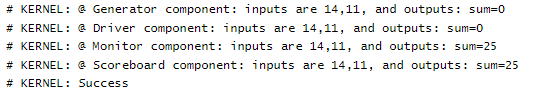 # KERNEL: @ Generator component: inputs are 14,11, and outputs: sum=0
# KERNEL: @ Driver component: inputs are 14,11, and outputs: sum=0
# KERNEL: @ Monitor component: inputs are 14,11, and outputs: sum=25
# KERNEL: @ Scoreboard component: inputs are 14,11, and outputs: sum=25
# KERNEL: Success